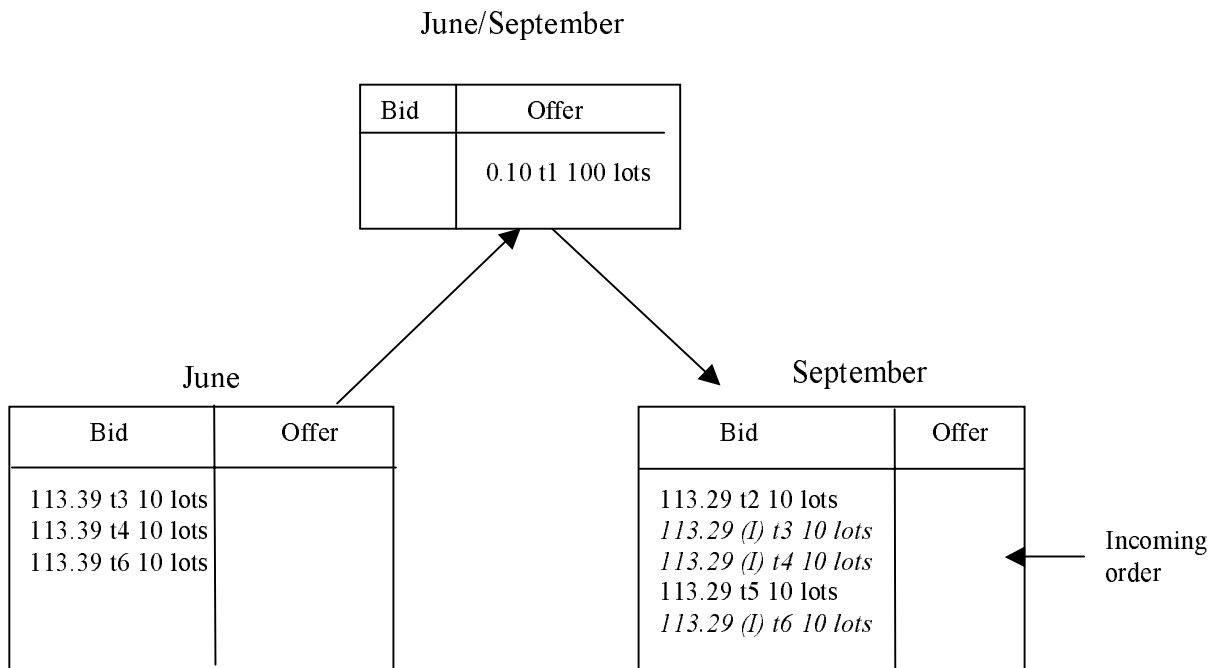 June/September
Bid Offer
0.10 t1 100 lots
June
Bid Offer
113.39 t3 10 lots
113.39 t4 10 lots
113.39 t6 10 lots
September
Bid Offer
113.29 t2 10 lots
113.29 (I) t3 10 lots
113.29 (I) t4 10 lots
113.29 t5 10 lots
113.29 (I) t6 10 lots
Incoming
order